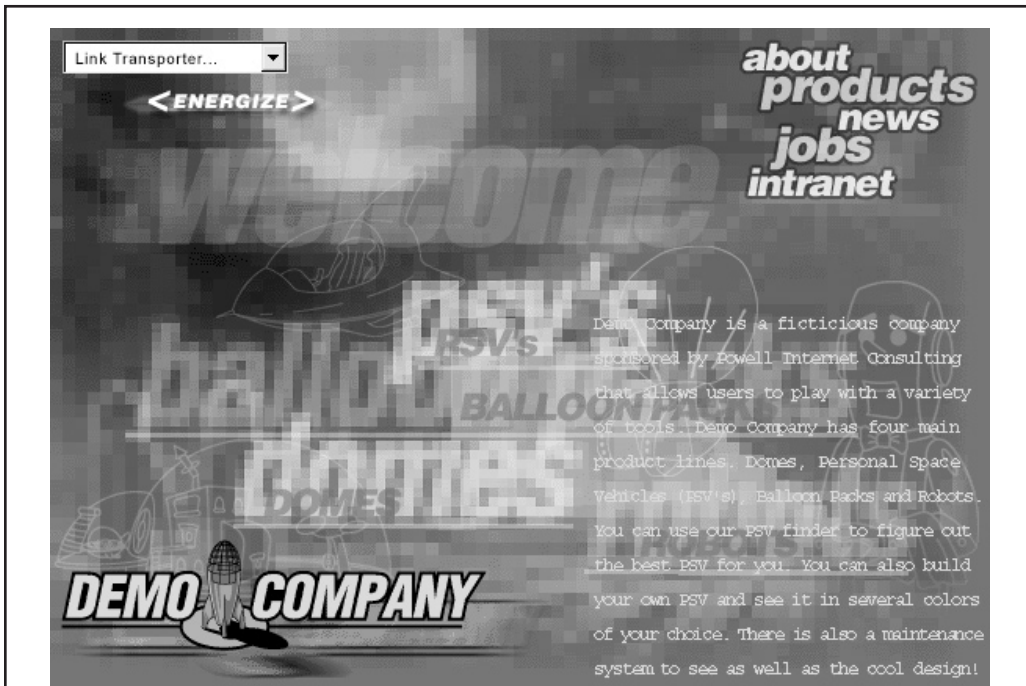 Link Transporter...
<ENERGIZE>
about
products
news
jobs
intranet
welcome
psv's
PSV's
balloon packs
BALLOON PACKS
domes
DOMES
ROBOTS
Demo Company is a ficticious company
sponsored by Powell Internet Consulting
that allows users to play with a variety
of tools. Demo Company has four main
product lines. Domes, Personal Space
Vehicles (PSV's), Balloon Packs and Robots.
You can use our PSV finder to figure out
the best PSV for you. You can also build
your own PSV and see it in several colors
of your choice. There is also a maintenance
system to see as well as the cool design!
DEMO COMPANY